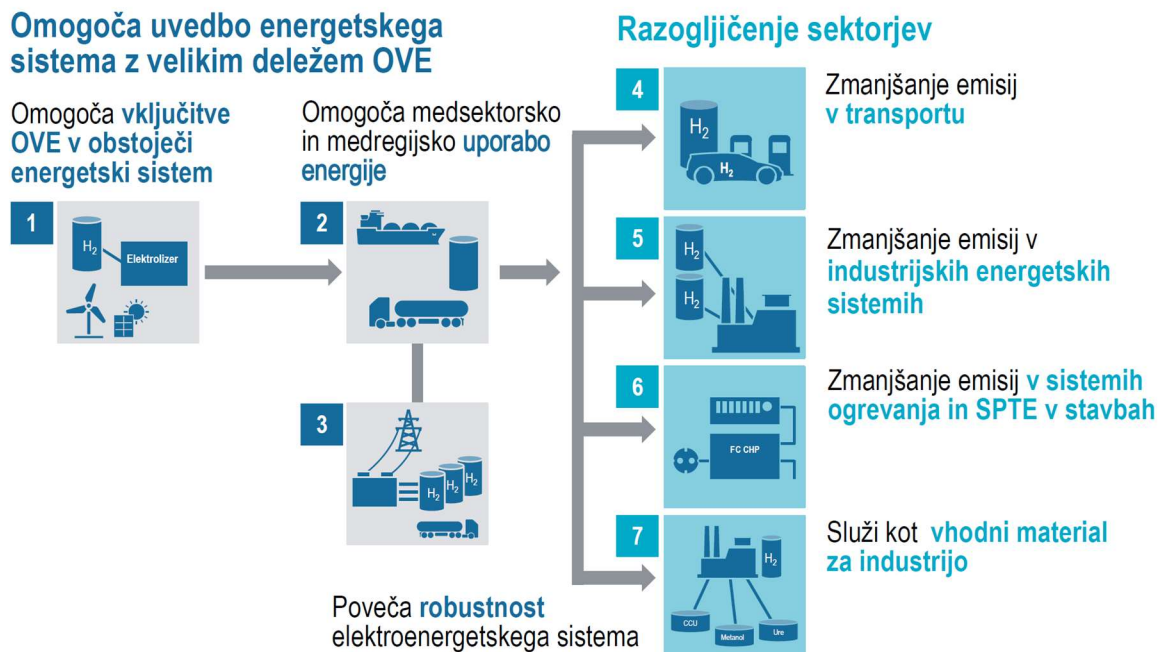 Omogoča uvedbo energetskega
sistema z velikim deležem OVE
Omogoča vključitve
OVE v obstoječi
energetski sistem
1
H2
Elektrolizer
Omogoča medsektorsko
in medregijsko uporabo
energije
2
3
H2
H2
H2
Poveča robustnost
elektroenergetskega sistema
Razogljičenje sektorjev
4
H2
H2
Zmanjšanje emisij
v transportu
5
H2
H2
Zmanjšanje emisij v
industrijskih energetskih
sistemih
6
FC CHP
Zmanjšanje emisij v sistemih
ogrevanja in SPTE v stavbah
7
H2
CCU
Metanol
Ure
Služi kot vhodni material
za industrijo